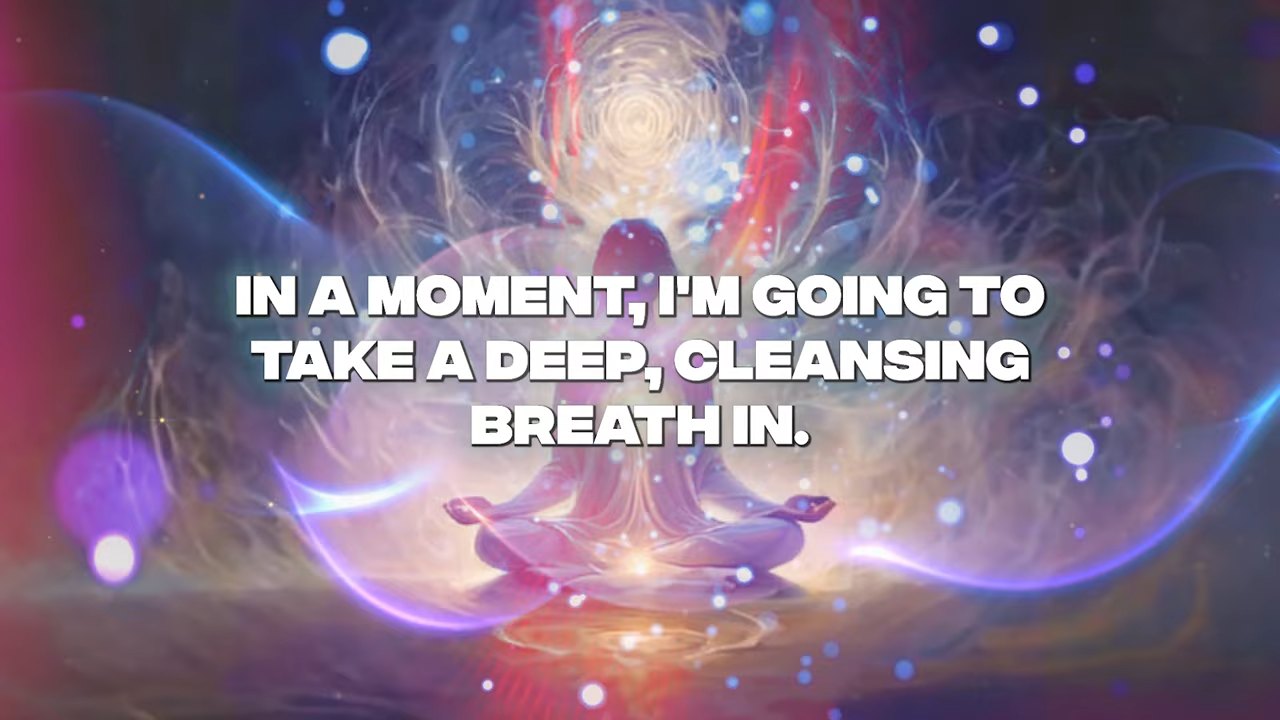 IN A MOMENT, I'M GOING TO
TAKE A DEEP, CLEANSING
BREATH IN.